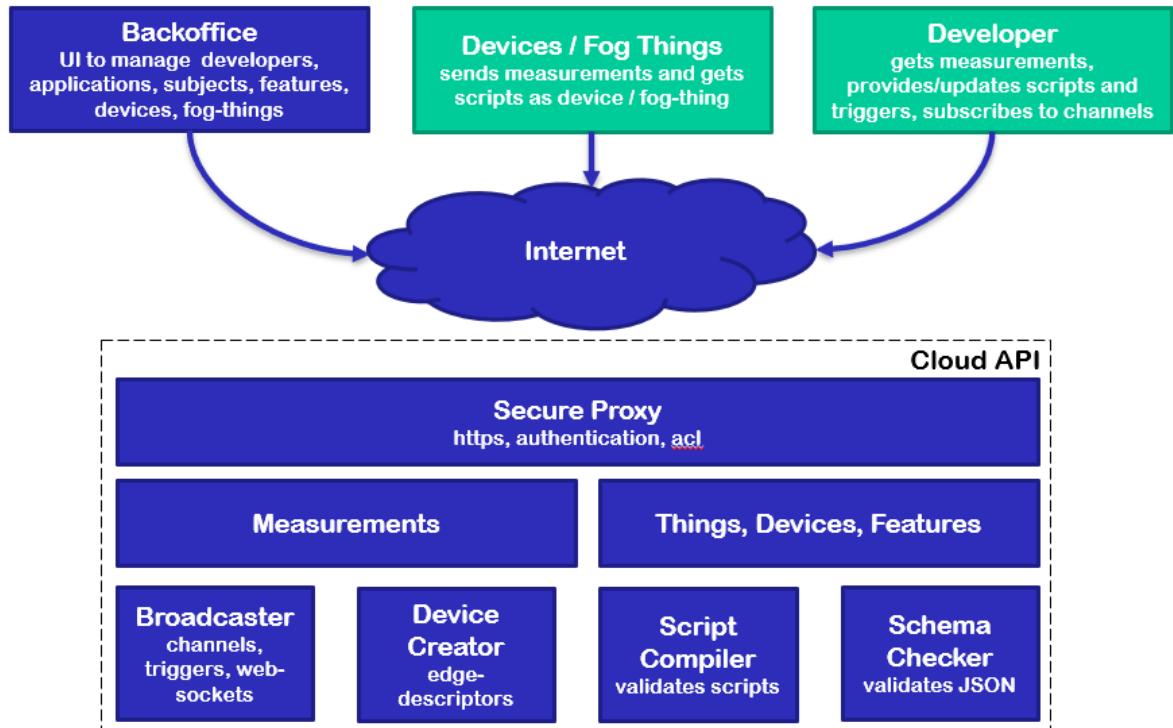 Backoffice
UI to manage developers,
applications, subjects, features,
devices, fog-things
Devices / Fog Things
sends measurements and gets
scripts as device / fog-thing
Developer
gets measurements,
provides/updates scripts and
triggers, subscribes to channels
Internet
Cloud API
Secure Proxy
https, authentication, acl
Measurements
Things, Devices, Features
Broadcaster
channels,
triggers, web-
sockets
Device
Creator
edge-
descriptors
Script
Compiler
validates scripts
Schema
Checker
validates JSON